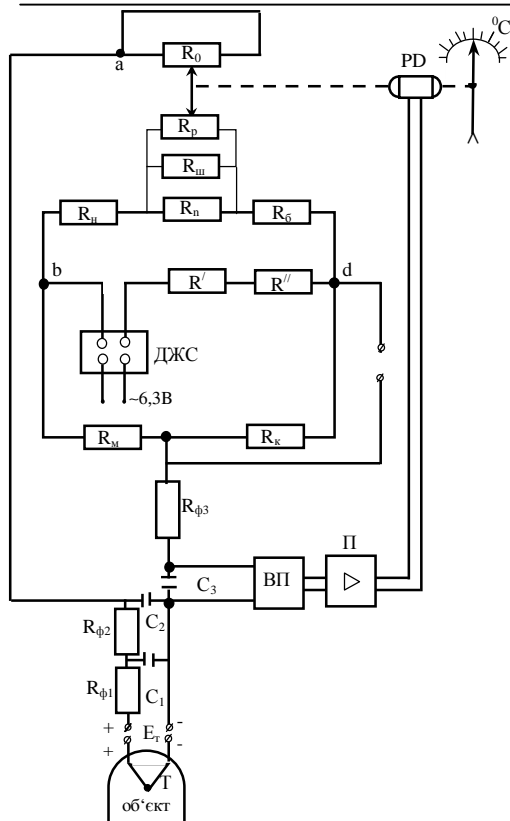 ⁰C
PD
a
R₀
Rр
Rш
Rн
Rп
Rб
b
d
R/
R//
ДЖС
~6,3В
Rм
Rк
Rф3
П
C₃
ВП
Rф2
C₂
Rф1
C₁
+ Eт -
+ -
T
об‘єкт